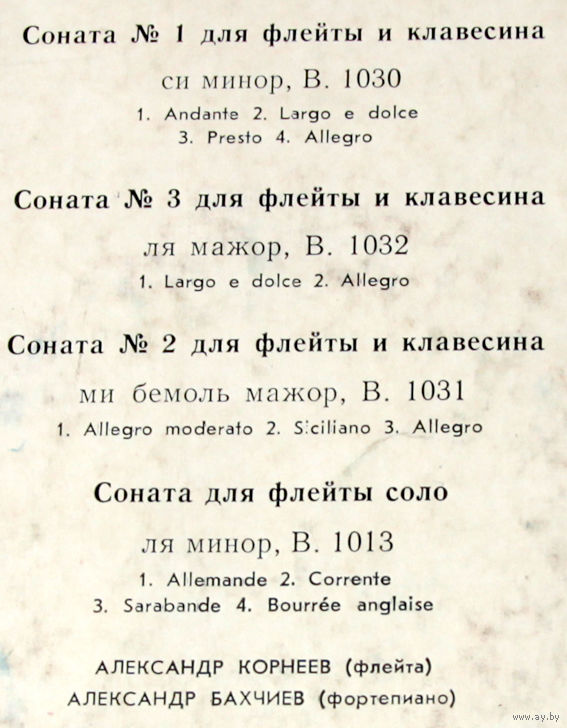 Соната № 1 для флейты и клавесина
си минор, В. 1030
1. Andante 2. Largo e dolce
3. Presto 4. Allegro
Соната № 3 для флейты и клавесина
ля мажор, В. 1032
1. Largo e dolce 2. Allegro
Соната № 2 для флейты и клавесина
ми бемоль мажор, В. 1031
1. Allegro moderato 2. Siciliano 3. Allegro
Соната для флейты соло
ля минор, В. 1013
1. Allemande 2. Corrente
3. Sarabande 4. Bourrée anglaise
АЛЕКСАНДР КОРНЕЕВ (флейта)
АЛЕКСАНДР БАХЧИЕВ (фортепиано)
www.ay.by